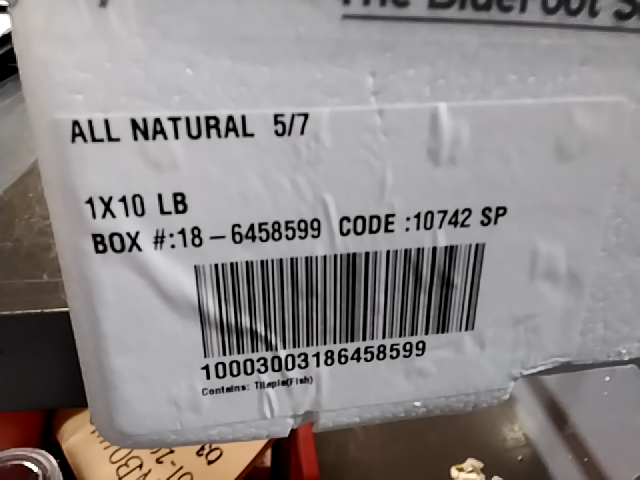 ALL NATURAL 5/7
1X10 LB
BOX #:18-6458599 CODE :10742 SP
10003003186458599
Contains: Tilapia(Fish)